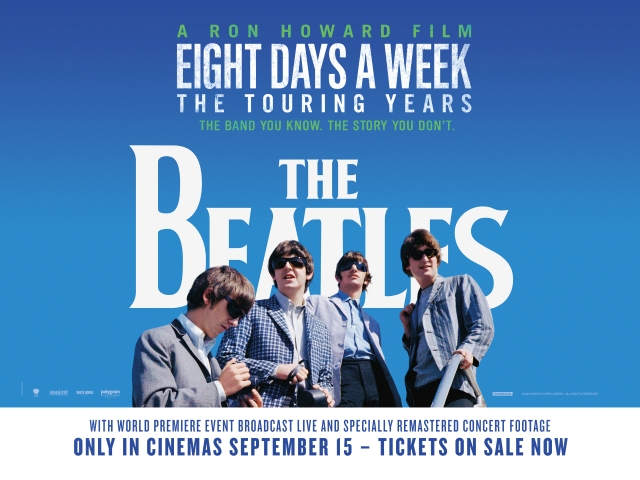 A RON HOWARD FILM
EIGHT DAYS A WEEK
THE TOURING YEARS
THE BAND YOU KNOW. THE STORY YOU DON'T.
THE
BEATLES
WITH WORLD PREMIERE EVENT BROADCAST LIVE AND SPECIALLY REMASTERED CONCERT FOOTAGE
ONLY IN CINEMAS SEPTEMBER 15 – TICKETS ON SALE NOW